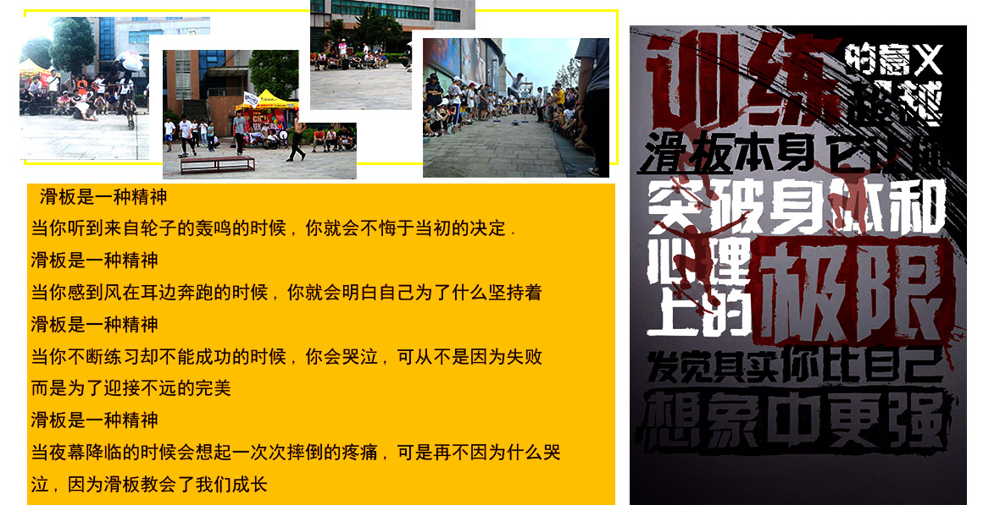 滑板是一种精神
当你听到来自轮子的轰鸣的时候，你就会不悔于当初的决定.
滑板是一种精神
当你感到风在耳边奔跑的时候，你就会明白自己为了什么坚持着
滑板是一种精神
当你不断练习却不能成功的时候，你会哭泣，可从不是因为失败
而是为了迎接不远的完美
滑板是一种精神
当夜幕降临的时候会想起一次次摔倒的疼痛，可是再不因为什么哭
泣，因为滑板教会了我们成长
训练的意义
超越
滑板本身它让你
突破身体和
心理
上的极限
发觉其实你比自己
想象中更强